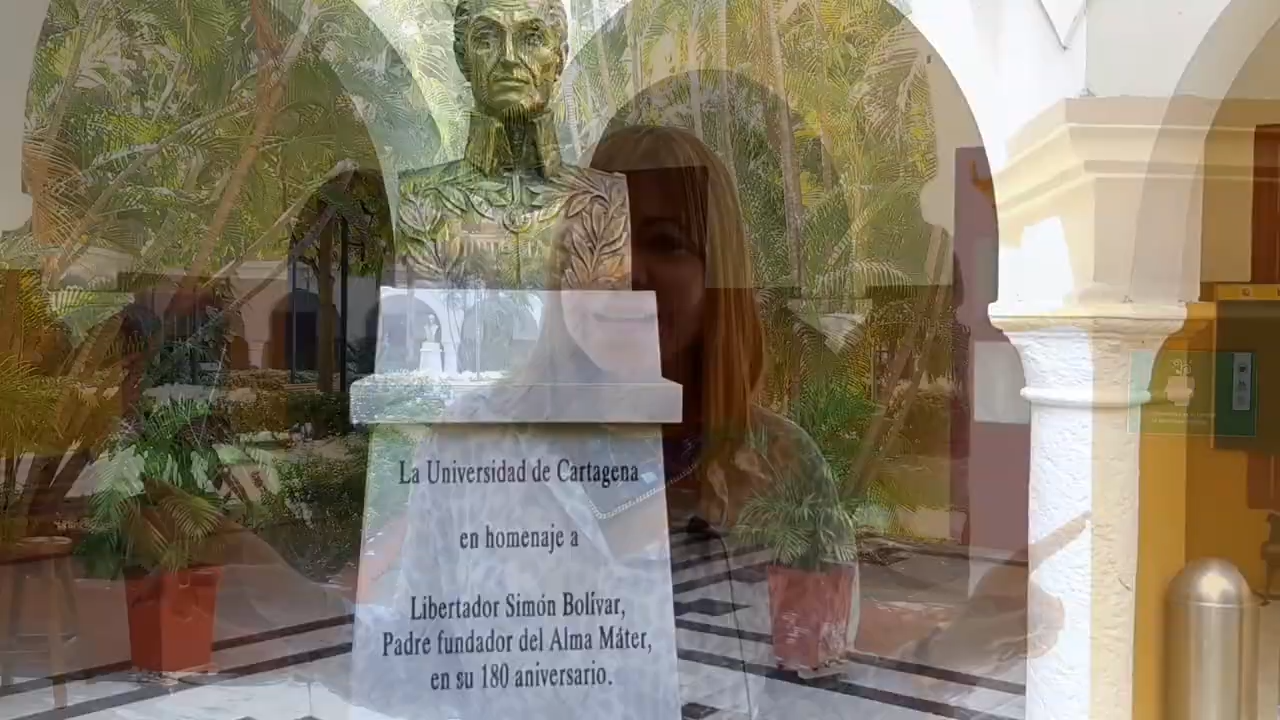 La Universidad de Cartagena
en homenaje a
Libertador Simón Bolívar,
Padre fundador del Alma Máter,
en su 180 aniversario.